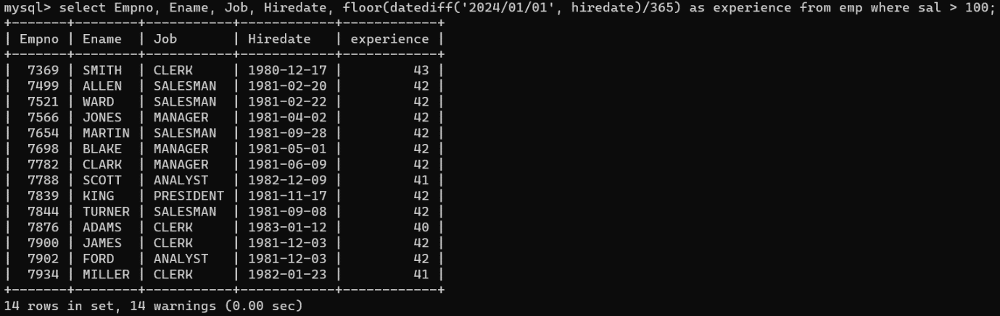 mysql> select Empno, Ename, Job, Hiredate, floor(datediff('2024/01/01', hiredate)/365) as experience from emp where sal > 100;
+-------+--------+-----------+------------+------------+
| Empno | Ename  | Job       | Hiredate   | experience |
+-------+--------+-----------+------------+------------+
|  7369 | SMITH  | CLERK     | 1980-12-17 |         43 |
|  7499 | ALLEN  | SALESMAN  | 1981-02-20 |         42 |
|  7521 | WARD   | SALESMAN  | 1981-02-22 |         42 |
|  7566 | JONES  | MANAGER   | 1981-04-02 |         42 |
|  7654 | MARTIN | SALESMAN  | 1981-09-28 |         42 |
|  7698 | BLAKE  | MANAGER   | 1981-05-01 |         42 |
|  7782 | CLARK  | MANAGER   | 1981-06-09 |         42 |
|  7788 | SCOTT  | ANALYST   | 1982-12-09 |         41 |
|  7839 | KING   | PRESIDENT | 1981-11-17 |         42 |
|  7844 | TURNER | SALESMAN  | 1981-09-08 |         42 |
|  7876 | ADAMS  | CLERK     | 1983-01-12 |         40 |
|  7900 | JAMES  | CLERK     | 1981-12-03 |         42 |
|  7902 | FORD   | ANALYST   | 1981-12-03 |         42 |
|  7934 | MILLER | CLERK     | 1982-01-23 |         41 |
+-------+--------+-----------+------------+------------+
14 rows in set, 14 warnings (0.00 sec)